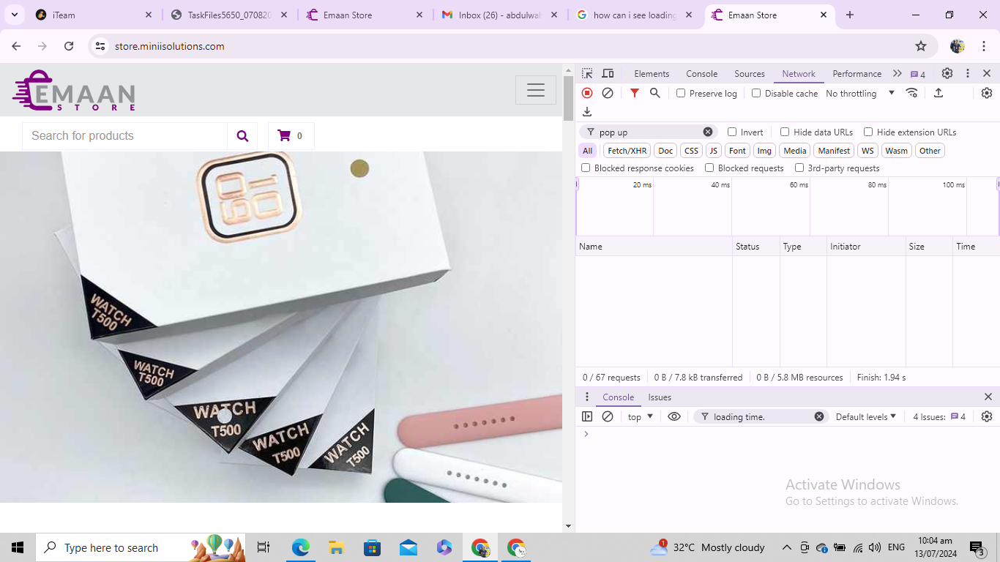 iTeam
TaskFiles5650_070820
Emaan Store
Inbox (26) - abdulwa
how can i see loading
Emaan Store
store.miniisolutions.com
EMAAN
STORE
Search for products
0
WATCH
T500
WATCH
T500
WATCH
T500
WATCH
T500
WATCH
T500
Elements
Console
Sources
Network
Performance
4
Preserve log
Disable cache
No throttling
pop up
Invert
Hide data URLs
Hide extension URLs
All
Fetch/XHR
Doc
CSS
JS
Font
Img
Media
Manifest
WS
Wasm
Other
Blocked response cookies
Blocked requests
3rd-party requests
20 ms
40 ms
60 ms
80 ms
100 ms
Name
Status
Type
Initiator
Size
Time
0 / 67 requests
0 B / 7.8 kB transferred
0 B / 5.8 MB resources
Finish: 1.94 s
Console
Issues
top
loading time.
Default levels
4 Issues:
4
Activate Windows
Go to Settings to activate Windows.
Type here to search
1
32°C Mostly cloudy
ENG
10:04 am
13/07/2024
3